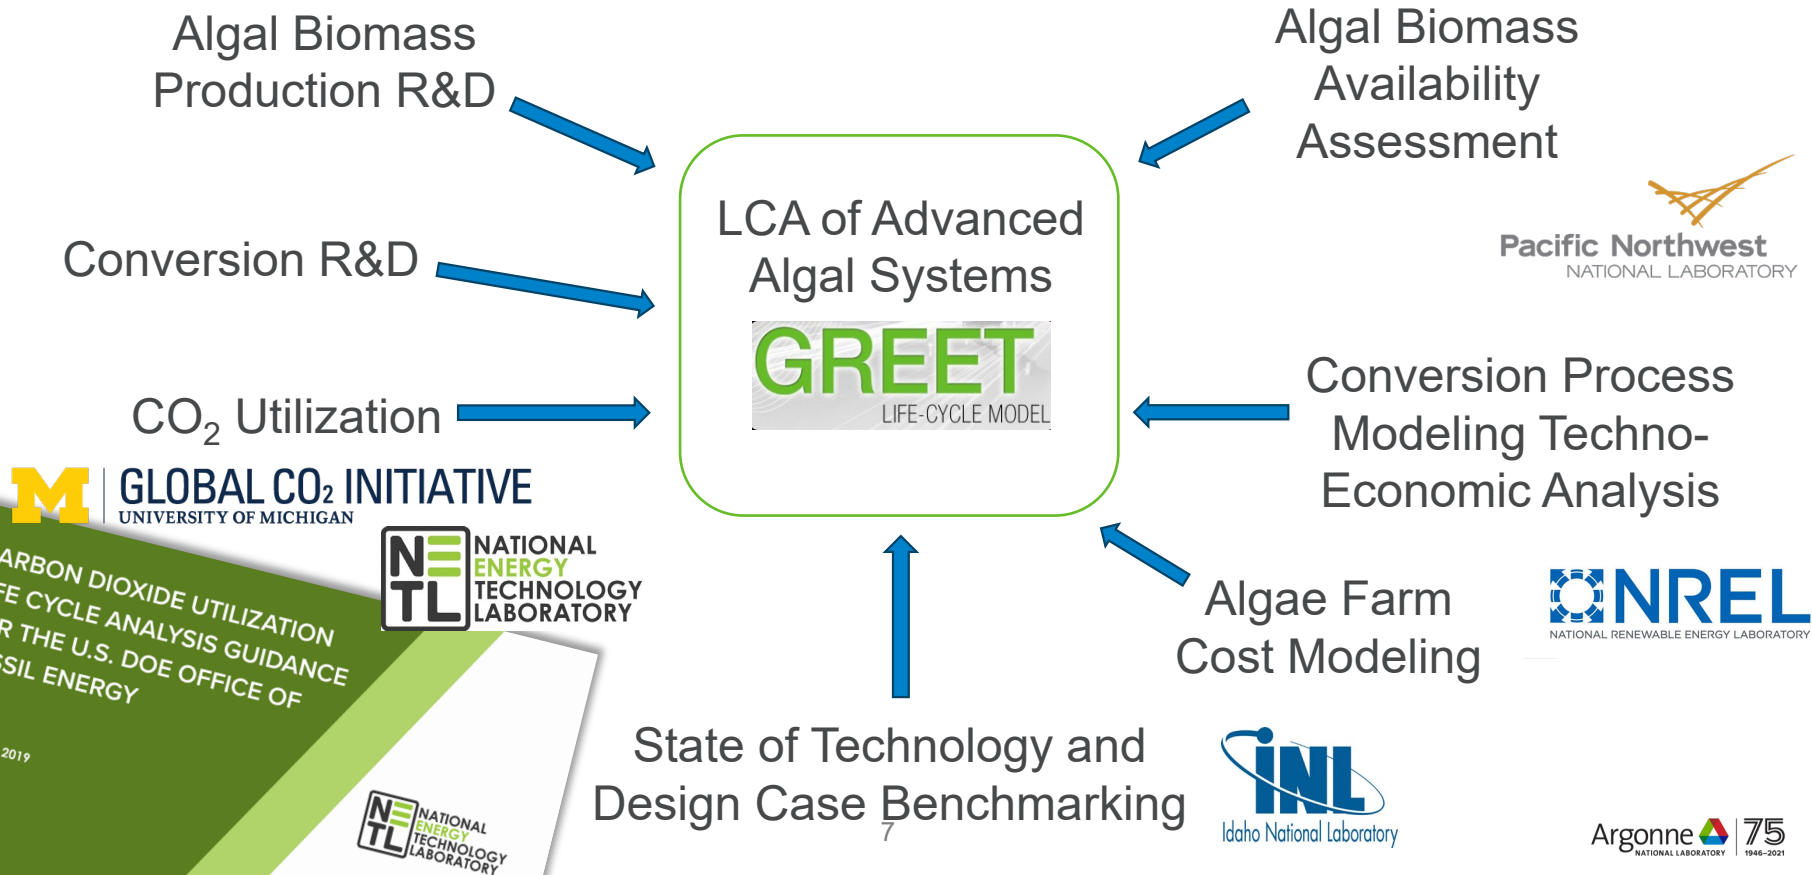 Algal Biomass
Production R&D
Algal Biomass
Availability
Assessment
LCA of Advanced
Algal Systems
GREET
LIFE-CYCLE MODEL
Pacific Northwest
NATIONAL LABORATORY
Conversion R&D
CO₂ Utilization
Conversion Process
Modeling Techno-
Economic Analysis
M
GLOBAL CO₂ INITIATIVE
UNIVERSITY OF MICHIGAN
NE
TL
NATIONAL
ENERGY
TECHNOLOGY
LABORATORY
ARBON DIOXIDE UTILIZATION
FE CYCLE ANALYSIS GUIDANCE
R THE U.S. DOE OFFICE OF
SSIL ENERGY
2019
NE
TL
NATIONAL
ENERGY
TECHNOLOGY
LABORATORY
Algae Farm
Cost Modeling
NREL
NATIONAL RENEWABLE ENERGY LABORATORY
State of Technology and
Design Case Benchmarking
7
INL
Idaho National Laboratory
Argonne
NATIONAL LABORATORY
75
1946–2021